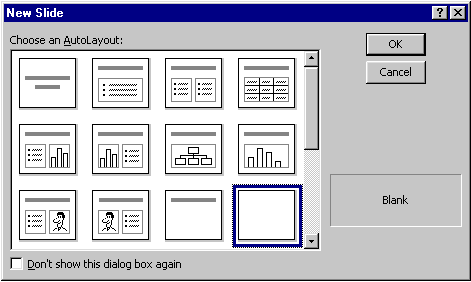 New Slide
Choose an AutoLayout:
OK
Cancel
Blank
Don't show this dialog box again